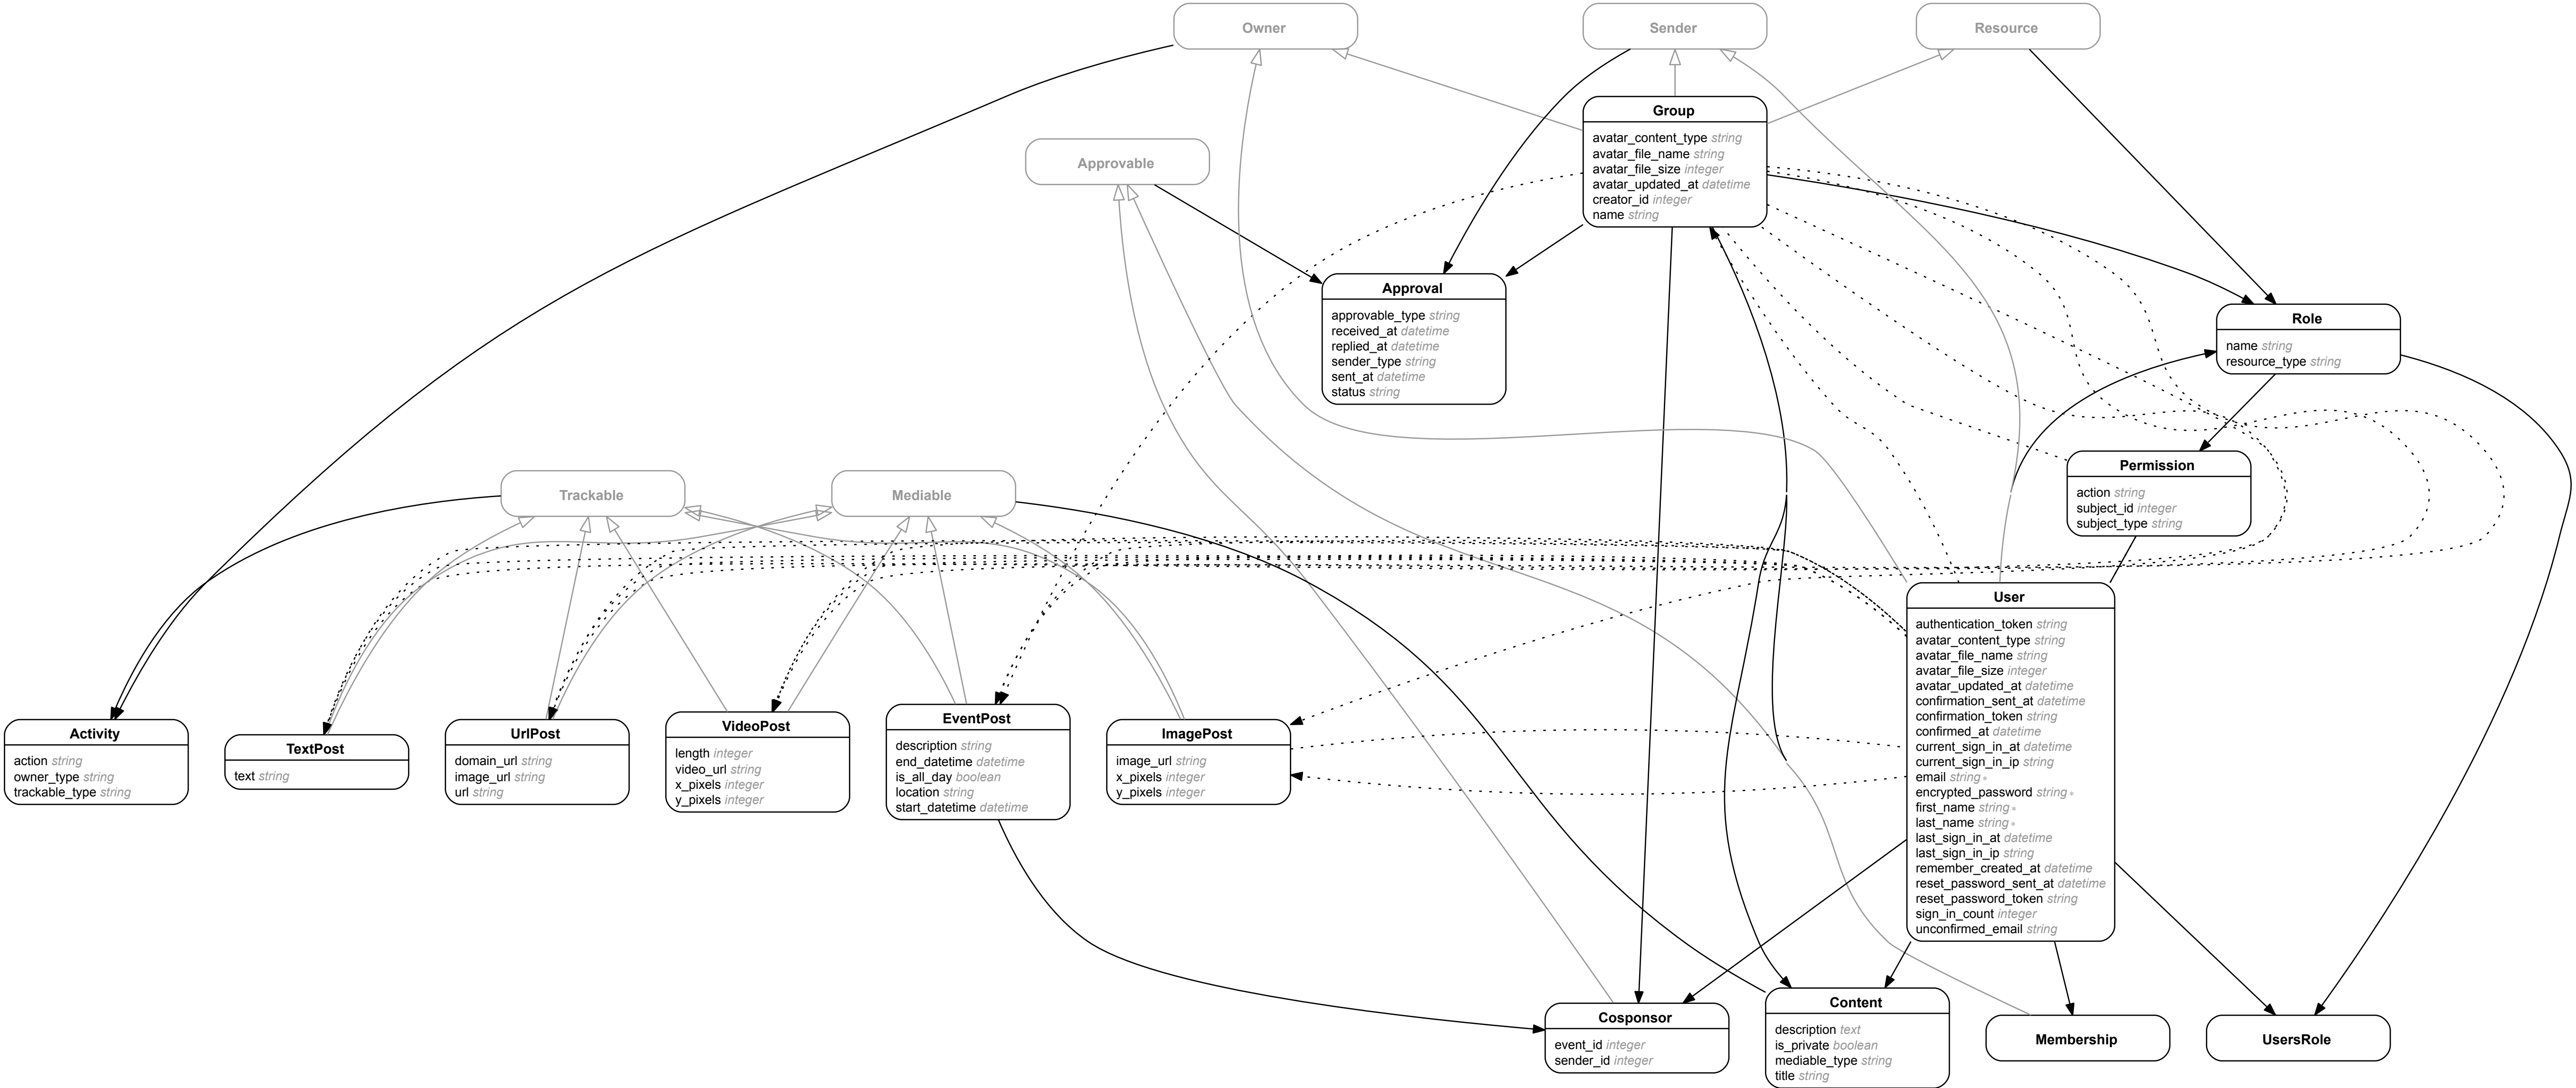 Owner
Sender
Resource
Group
avatar_content_type string
avatar_file_name string
avatar_file_size integer
avatar_updated_at datetime
creator_id integer
name string
Approvable
Approval
approvable_type string
received_at datetime
replied_at datetime
sender_type string
sent_at datetime
status string
Role
name string
resource_type string
Permission
action string
subject_id integer
subject_type string
Trackable
Mediable
User
authentication_token string
avatar_content_type string
avatar_file_name string
avatar_file_size integer
avatar_updated_at datetime
confirmation_sent_at datetime
confirmation_token string
confirmed_at datetime
current_sign_in_at datetime
current_sign_in_ip string
email string *
encrypted_password string *
first_name string *
last_name string *
last_sign_in_at datetime
last_sign_in_ip string
remember_created_at datetime
reset_password_sent_at datetime
reset_password_token string
sign_in_count integer
unconfirmed_email string
Activity
action string
owner_type string
trackable_type string
TextPost
text string
UrlPost
domain_url string
image_url string
url string
VideoPost
length integer
video_url string
x_pixels integer
y_pixels integer
EventPost
description string
end_datetime datetime
is_all_day boolean
location string
start_datetime datetime
ImagePost
image_url string
x_pixels integer
y_pixels integer
Cosponsor
event_id integer
sender_id integer
Content
description text
is_private boolean
mediable_type string
title string
Membership
UsersRole